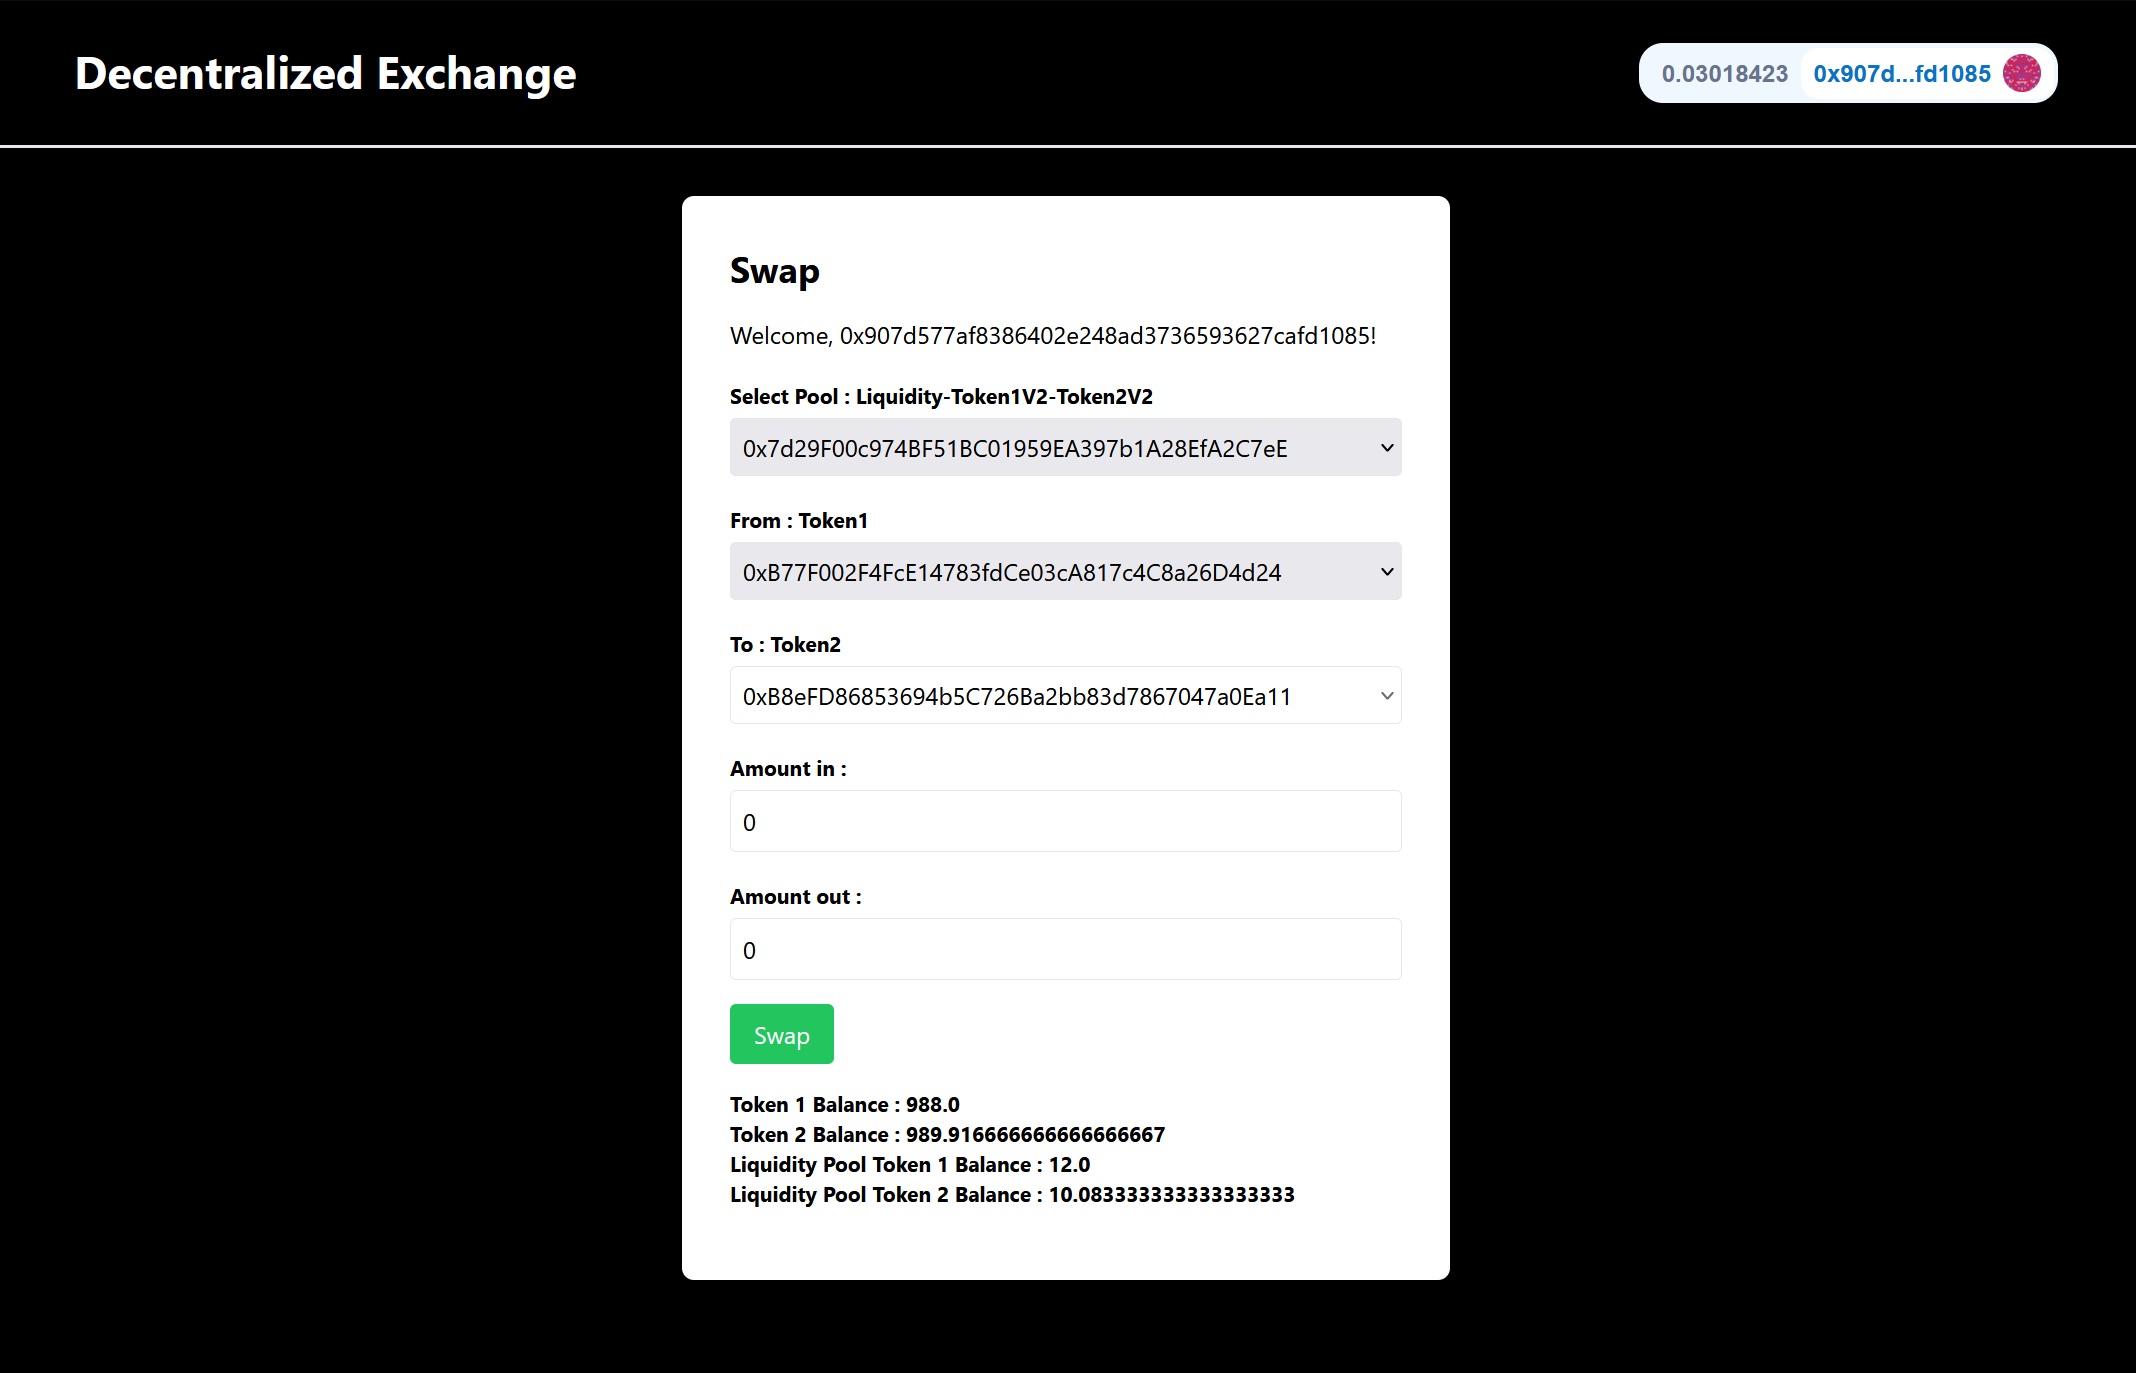 Decentralized Exchange
0.03018423 0x907d...fd1085
Swap
Welcome, 0x907d577af8386402e248ad3736593627cafd1085!
Select Pool : Liquidity-Token1V2-Token2V2
0x7d29F00c974BF51BC01959EA397b1A28EfA2C7eE
From : Token1
0xB77F002F4FcE14783fdCe03cA817c4C8a26D4d24
To : Token2
0xB8eFD86853694b5C726Ba2bb83d7867047a0Ea11
Amount in :
0
Amount out :
0
Swap
Token 1 Balance : 988.0
Token 2 Balance : 989.916666666666666667
Liquidity Pool Token 1 Balance : 12.0
Liquidity Pool Token 2 Balance : 10.083333333333333333